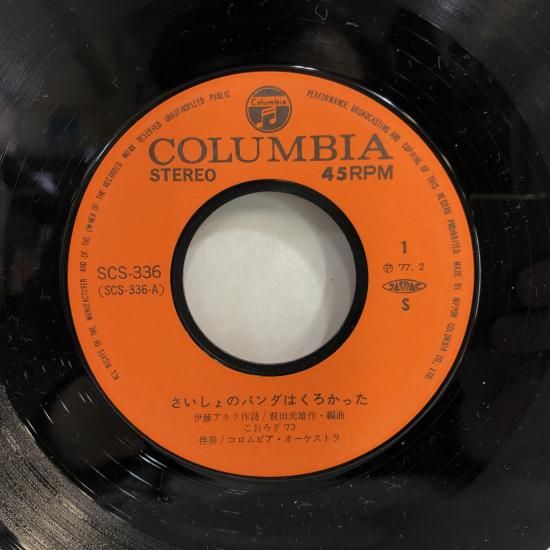 ALL RIGHTS OF THE MANUFACTURER AND OF THE OWNER OF THE RECORDED WORK RESERVED UNAUTHORIZED PUBLIC PERFORMANCE, BROADCASTING AND COPYING OF THIS RECORD PROHIBITED. MADE BY NIPPON COLUMBIA CO., LTD.
Columbia
COLUMBIA
STEREO 45RPM
SCS-336
(SCS-336-A)
1
Ⓟ '77. 2
JASRAC
S
さいしょのパンダはくろかった
伊藤アキラ作詩/萩田光雄作・編曲
こおろぎ'73
伴奏/コロムビア・オーケストラ